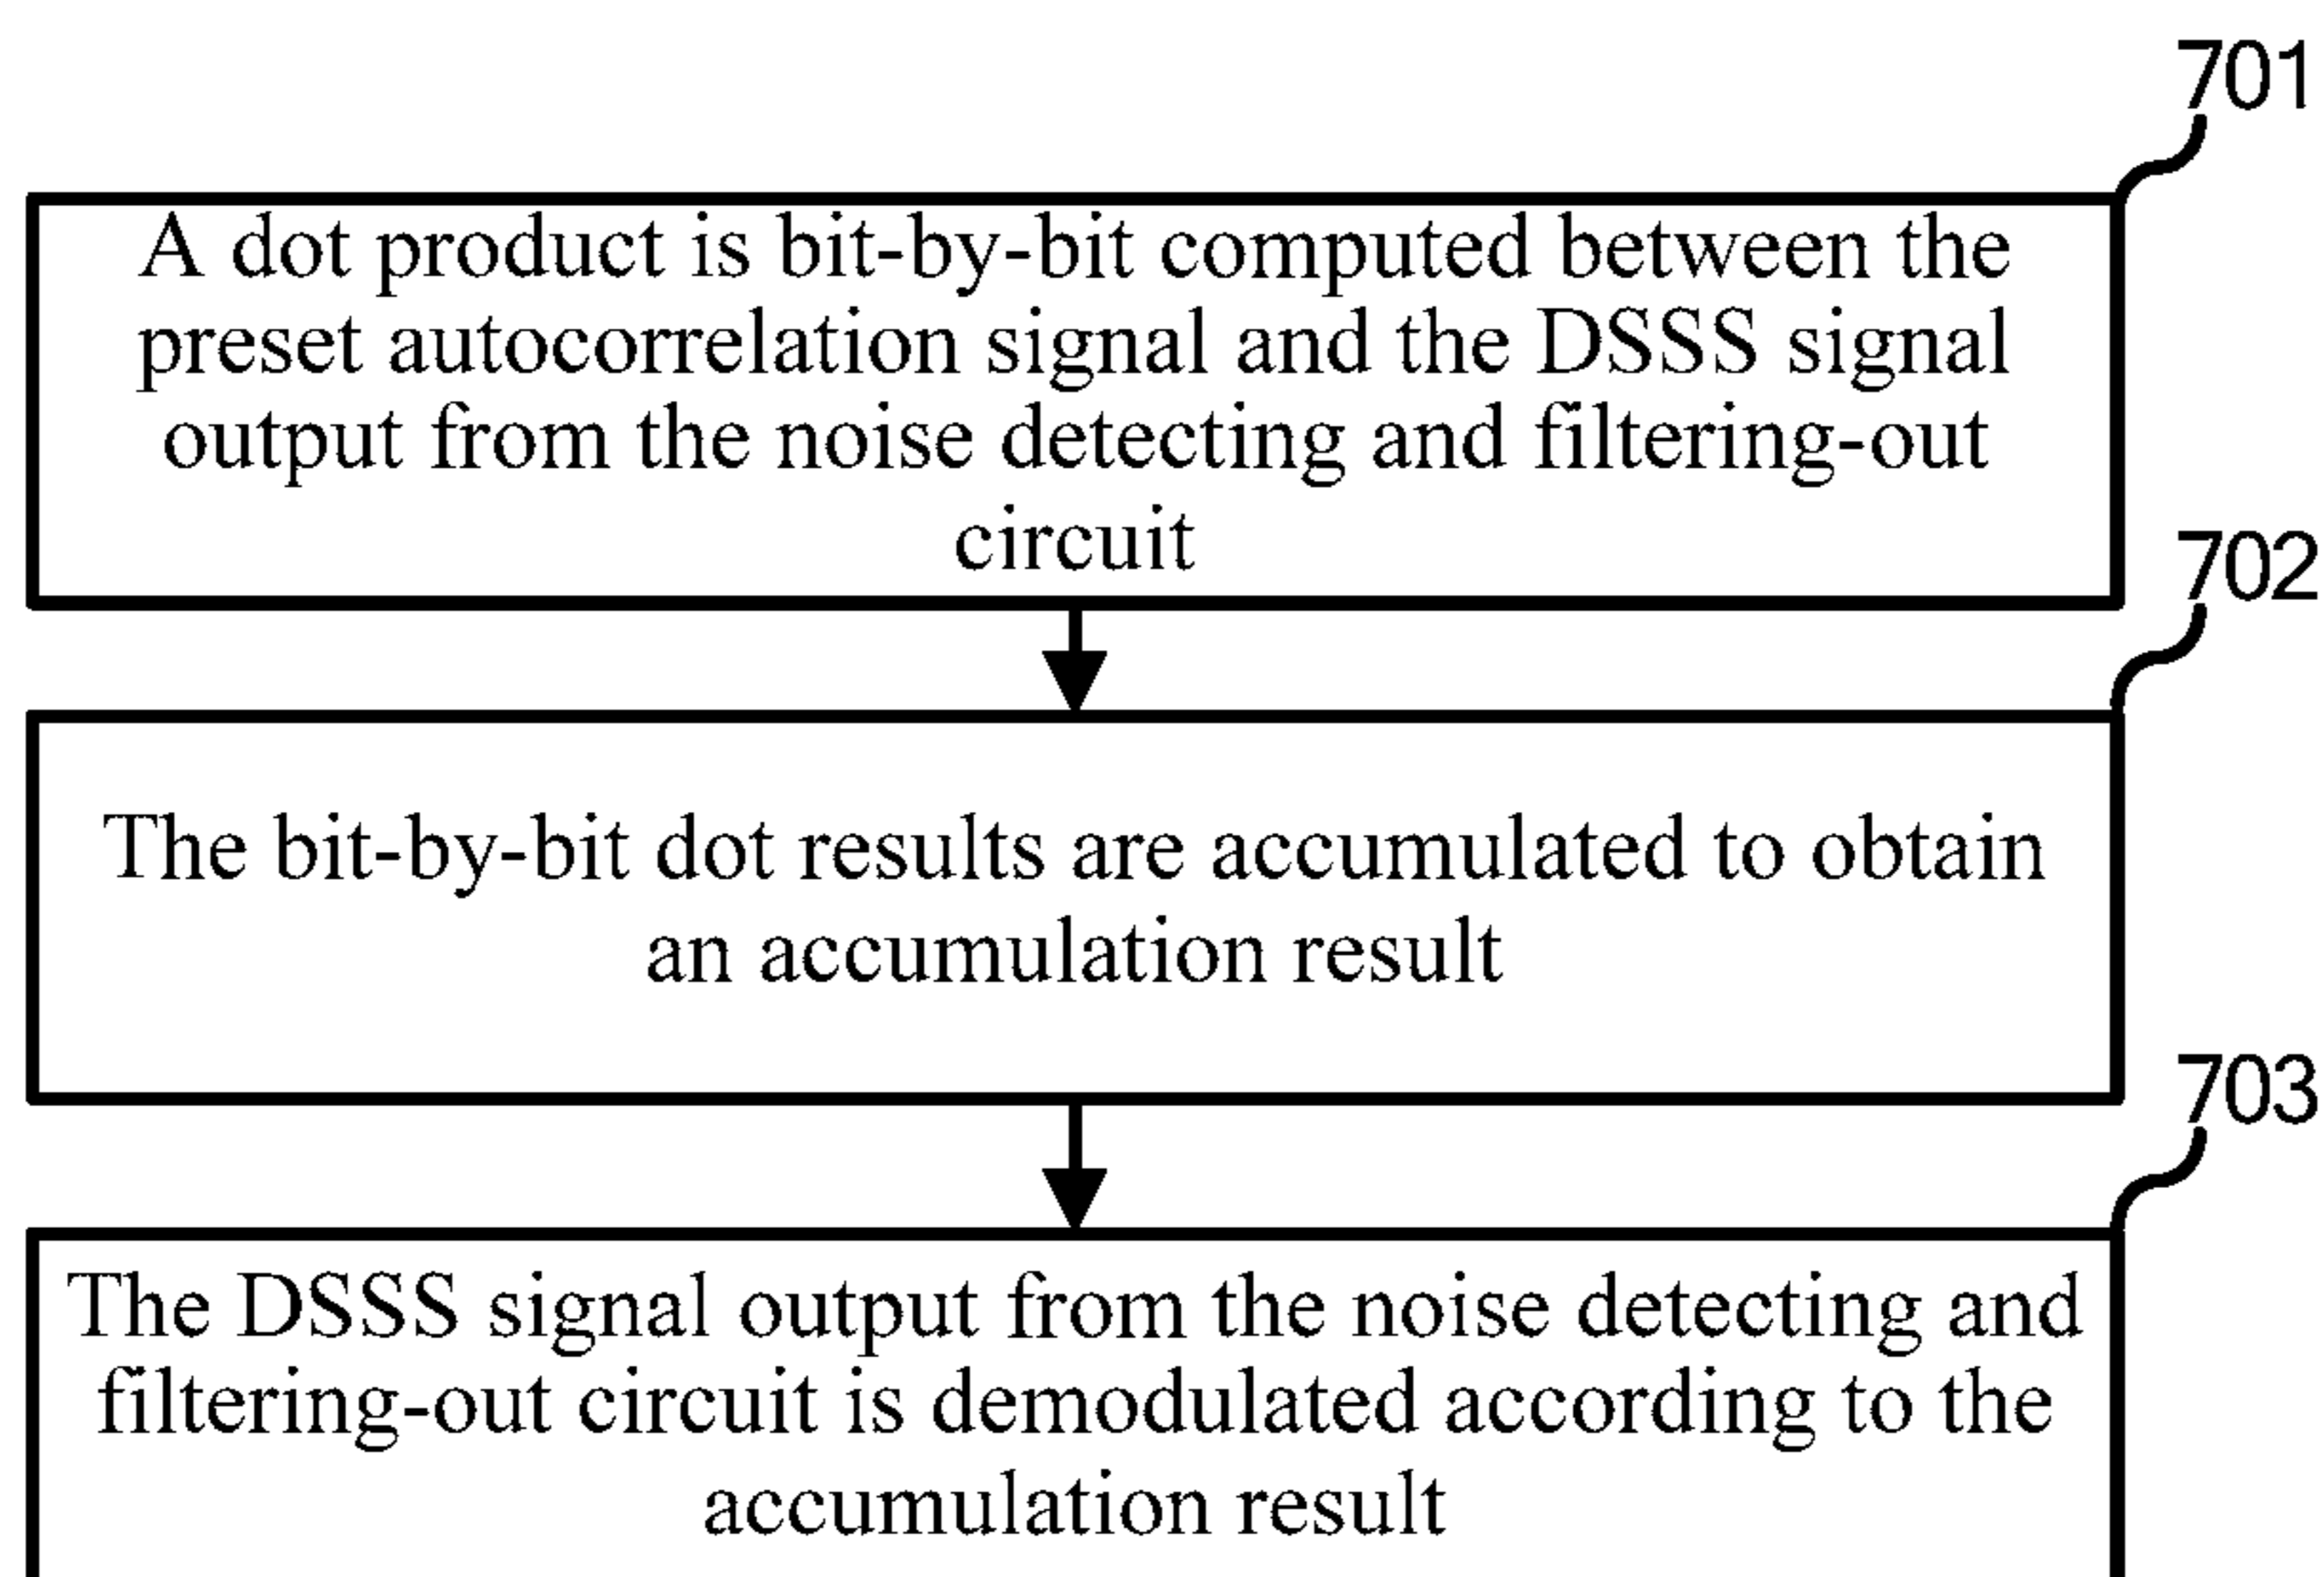 701
A dot product is bit-by-bit computed between the
preset autocorrelation signal and the DSSS signal
output from the noise detecting and filtering-out
circuit
702
The bit-by-bit dot results are accumulated to obtain
an accumulation result
703
The DSSS signal output from the noise detecting and
filtering-out circuit is demodulated according to the
accumulation result